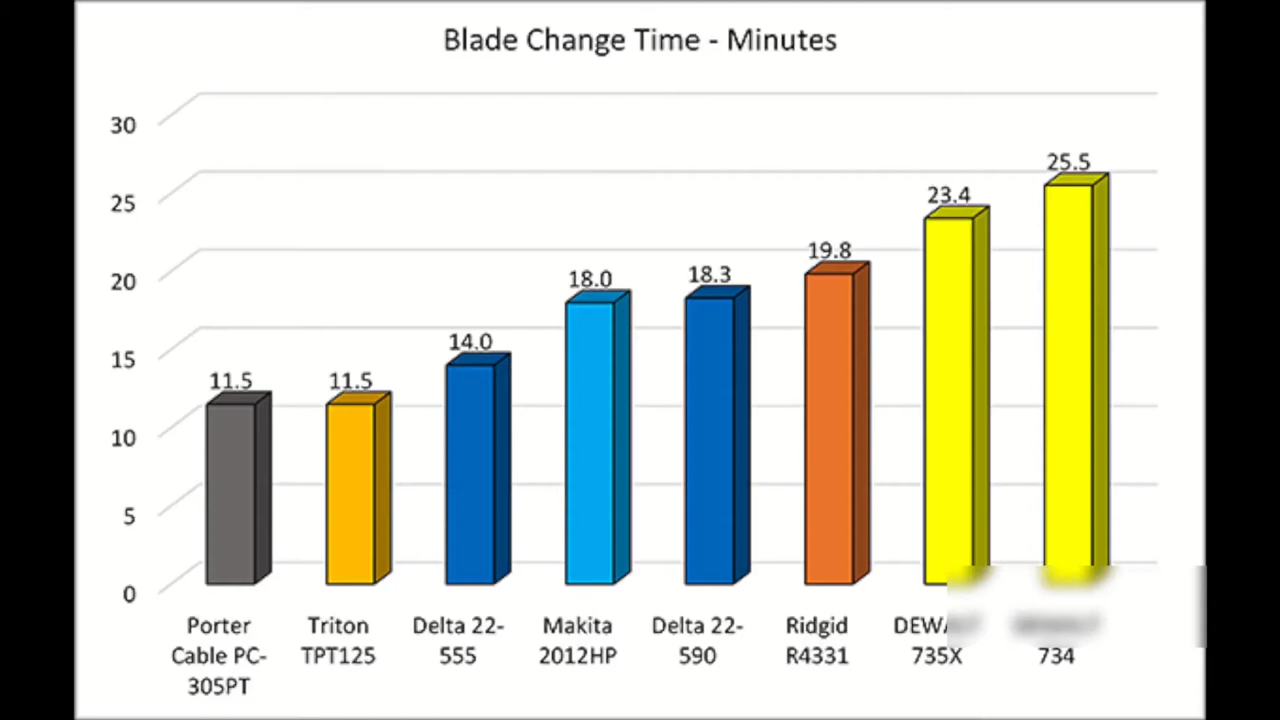 Blade Change Time - Minutes
30
25
20
15
10
5
0
11.5
11.5
14.0
18.0
18.3
19.8
23.4
25.5
Porter
Cable PC-
305PT
Triton
TPT125
Delta 22-
555
Makita
2012HP
Delta 22-
590
Ridgid
R4331
735X
734